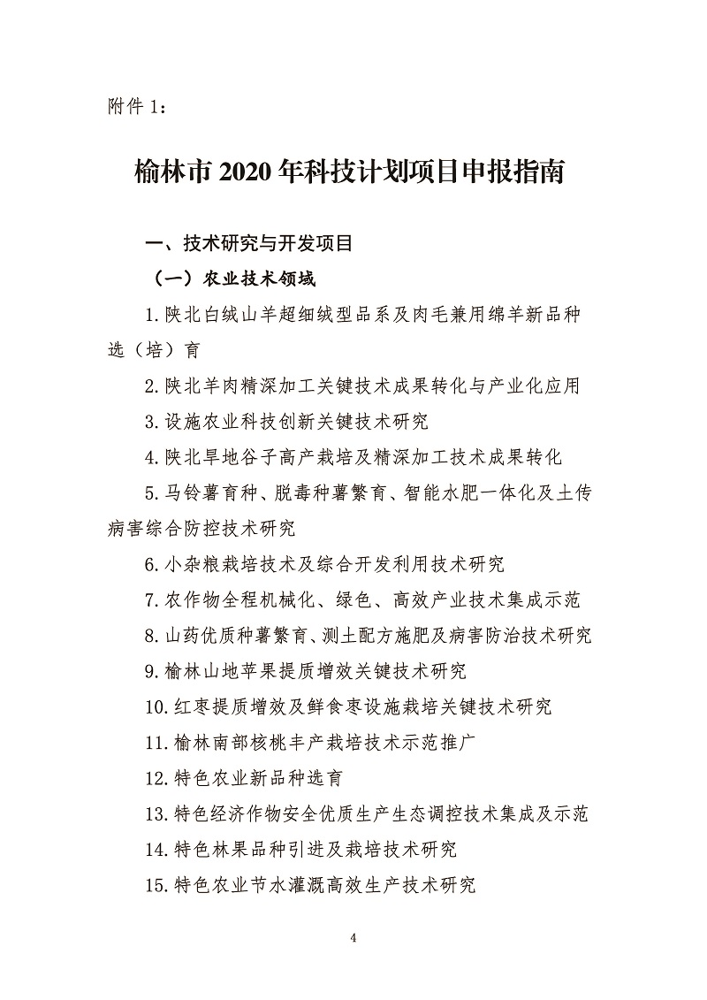 附件 1：
榆林市 2020 年科技计划项目申报指南
一、技术研究与开发项目
（一）农业技术领域
1.陕北白绒山羊超细绒型品系及肉毛兼用绵羊新品种
选（培）育
2.陕北羊肉精深加工关键技术成果转化与产业化应用
3.设施农业科技创新关键技术研究
4.陕北旱地谷子高产栽培及精深加工技术成果转化
5.马铃薯育种、脱毒种薯繁育、智能水肥一体化及土传
病害综合防控技术研究
6.小杂粮栽培技术及综合开发利用技术研究
7.农作物全程机械化、绿色、高效产业技术集成示范
8.山药优质种薯繁育、测土配方施肥及病害防治技术研究
9.榆林山地苹果提质增效关键技术研究
10.红枣提质增效及鲜食枣设施栽培关键技术研究
11.榆林南部核桃丰产栽培技术示范推广
12.特色农业新品种选育
13.特色经济作物安全优质生产生态调控技术集成及示范
14.特色林果品种引进及栽培技术研究
15.特色农业节水灌溉高效生产技术研究
4